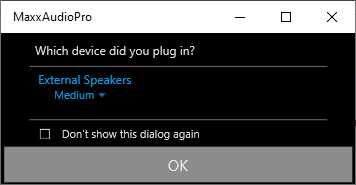 MaxxAudioPro
Which device did you plug in?
External Speakers
Medium
Don't show this dialog again
OK